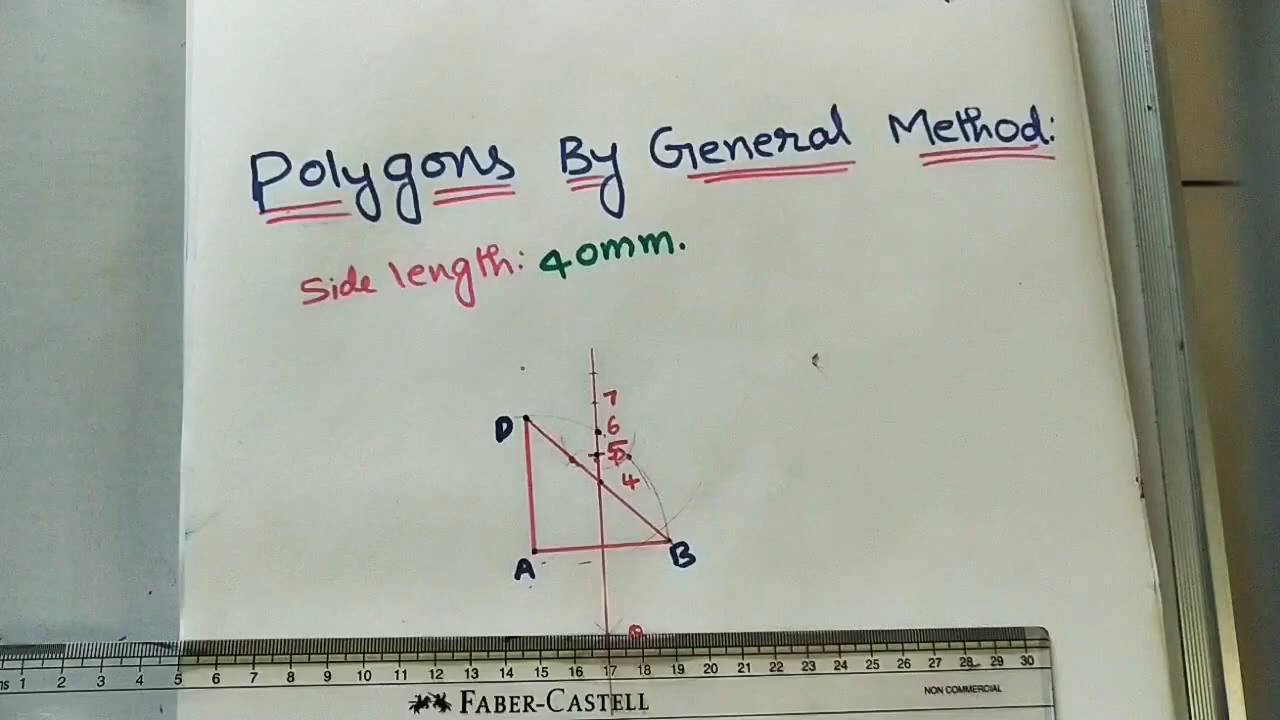 Polygons By General Method:
Side length: 40mm.
7
D 6
5
4
A B
1 2 3 4 5 6 7 8 9 10 11 12 13 14 15 16 17 18 19 20 21 22 23 24 25 26 27 28 29 30
FABER-CASTELL NON COMMERCIAL